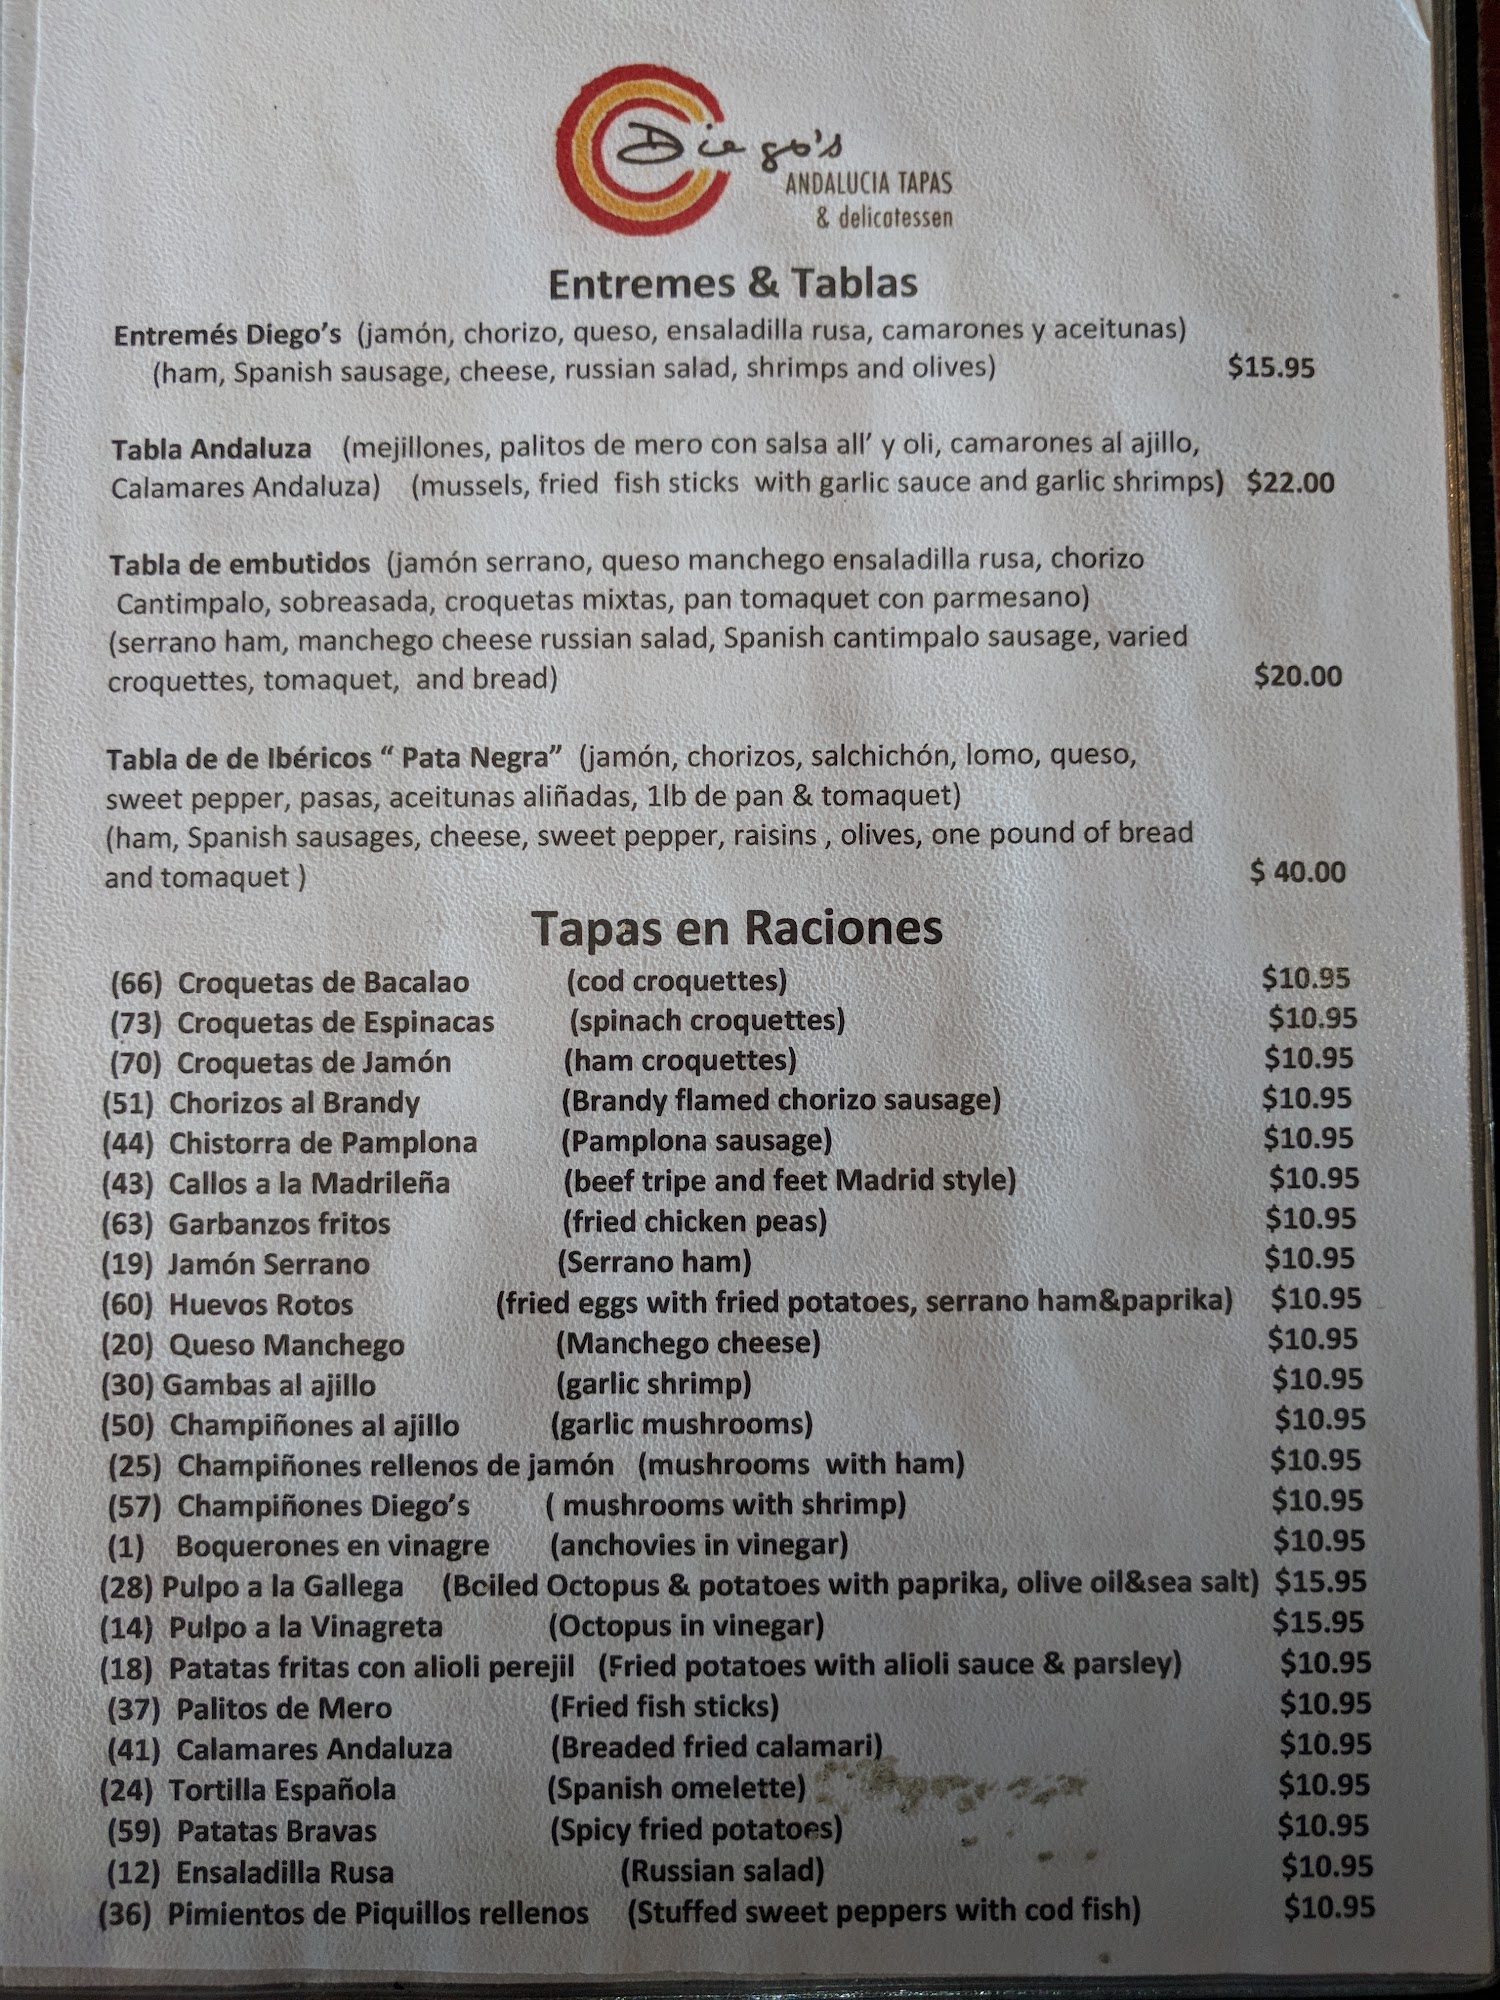 Diego's
ANDALUCIA TAPAS
& delicatessen
Entremes & Tablas
Entremés Diego's (jamón, chorizo, queso, ensaladilla rusa, camarones y aceitunas)
(ham, Spanish sausage, cheese, russian salad, shrimps and olives) $15.95
Tabla Andaluza (mejillones, palitos de mero con salsa all' y oli, camarones al ajillo,
Calamares Andaluza) (mussels, fried fish sticks with garlic sauce and garlic shrimps) $22.00
Tabla de embutidos (jamón serrano, queso manchego ensaladilla rusa, chorizo
Cantimpalo, sobreasada, croquetas mixtas, pan tomaquet con parmesano)
(serrano ham, manchego cheese russian salad, Spanish cantimpalo sausage, varied
croquettes, tomaquet, and bread) $20.00
Tabla de de Ibéricos “ Pata Negra” (jamón, chorizos, salchichón, lomo, queso,
sweet pepper, pasas, aceitunas aliñadas, 1lb de pan & tomaquet)
(ham, Spanish sausages, cheese, sweet pepper, raisins , olives, one pound of bread
and tomaquet ) $ 40.00
Tapas en Raciones
(66) Croquetas de Bacalao (cod croquettes) $10.95
(73) Croquetas de Espinacas (spinach croquettes) $10.95
(70) Croquetas de Jamón (ham croquettes) $10.95
(51) Chorizos al Brandy (Brandy flamed chorizo sausage) $10.95
(44) Chistorra de Pamplona (Pamplona sausage) $10.95
(43) Callos a la Madrileña (beef tripe and feet Madrid style) $10.95
(63) Garbanzos fritos (fried chicken peas) $10.95
(19) Jamón Serrano (Serrano ham) $10.95
(60) Huevos Rotos (fried eggs with fried potatoes, serrano ham&paprika) $10.95
(20) Queso Manchego (Manchego cheese) $10.95
(30) Gambas al ajillo (garlic shrimp) $10.95
(50) Champiñones al ajillo (garlic mushrooms) $10.95
(25) Champiñones rellenos de jamón (mushrooms with ham) $10.95
(57) Champiñones Diego's ( mushrooms with shrimp) $10.95
(1) Boquerones en vinagre (anchovies in vinegar) $10.95
(28) Pulpo a la Gallega (Boiled Octopus & potatoes with paprika, olive oil&sea salt) $15.95
(14) Pulpo a la Vinagreta (Octopus in vinegar) $15.95
(18) Patatas fritas con alioli perejil (Fried potatoes with alioli sauce & parsley) $10.95
(37) Palitos de Mero (Fried fish sticks) $10.95
(41) Calamares Andaluza (Breaded fried calamari) $10.95
(24) Tortilla Española (Spanish omelette) $10.95
(59) Patatas Bravas (Spicy fried potatoes) $10.95
(12) Ensaladilla Rusa (Russian salad) $10.95
(36) Pimientos de Piquillos rellenos (Stuffed sweet peppers with cod fish) $10.95